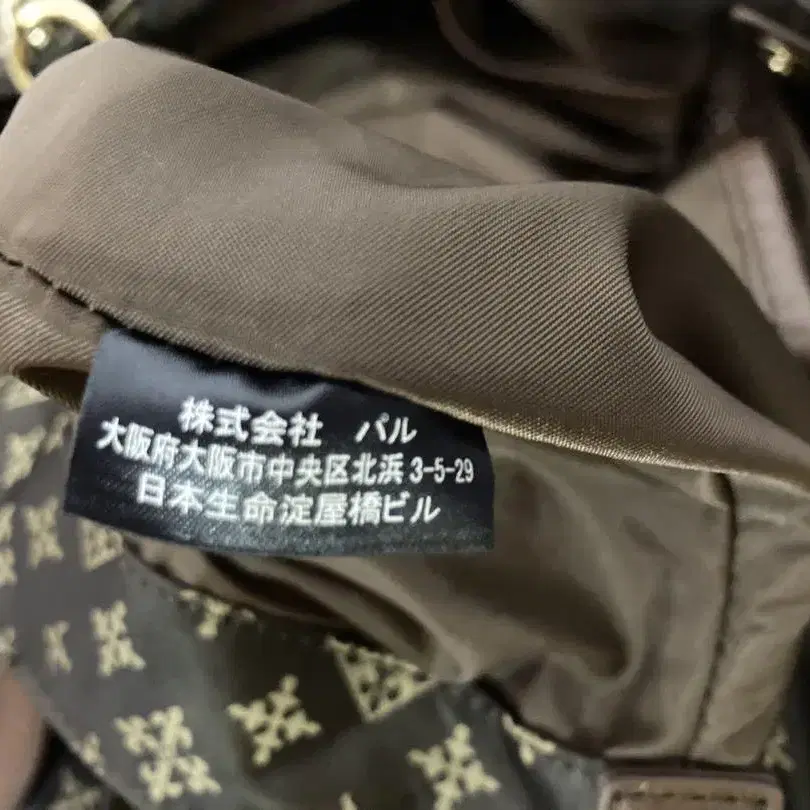 株式会社　パル
大阪府大阪市中央区北浜3-5-29
日本生命淀屋橋ビル